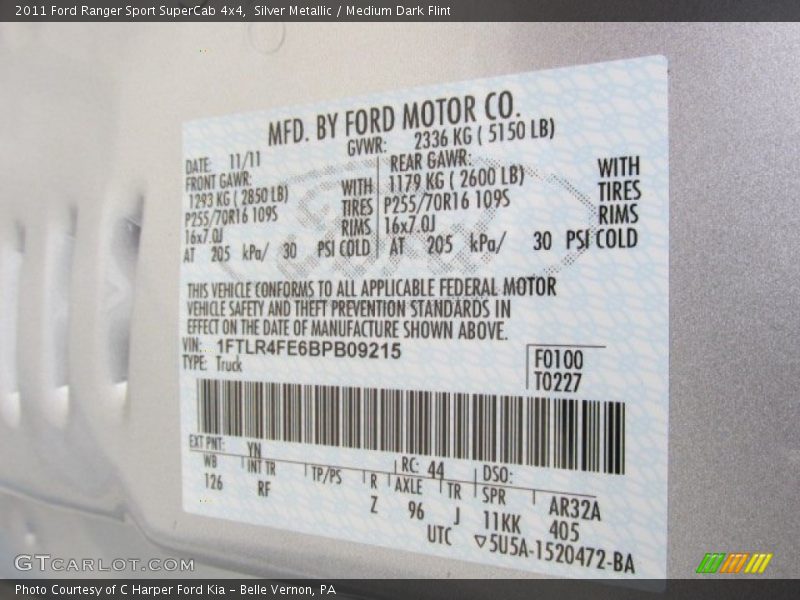 2011 Ford Ranger Sport SuperCab 4x4,  Silver Metallic / Medium Dark Flint
MFD. BY FORD MOTOR CO.
DATE: 11/11 GVWR: 2336 KG ( 5150 LB)
FRONT GAWR: REAR GAWR:
1293 KG ( 2850 LB) WITH 1179 KG ( 2600 LB) WITH
P255/70R16 109S TIRES P255/70R16 109S TIRES
16x7.0J RIMS 16x7.0J RIMS
AT 205 kPa/ 30 PSI COLD AT 205 kPa/ 30 PSI COLD
THIS VEHICLE CONFORMS TO ALL APPLICABLE FEDERAL MOTOR
VEHICLE SAFETY AND THEFT PREVENTION STANDARDS IN
EFFECT ON THE DATE OF MANUFACTURE SHOWN ABOVE.
VIN: 1FTLR4FE6BPB09215 F0100
TYPE: Truck T0227
EXT PNT: YN RC: 44 DSO:
WB INT TR TP/PS R AXLE TR SPR AR32A
126 RF Z 96 J 11KK 405
UTC ▽5U5A-1520472-BA
GTCARLOT.COM
Photo Courtesy of C Harper Ford Kia – Belle Vernon, PA